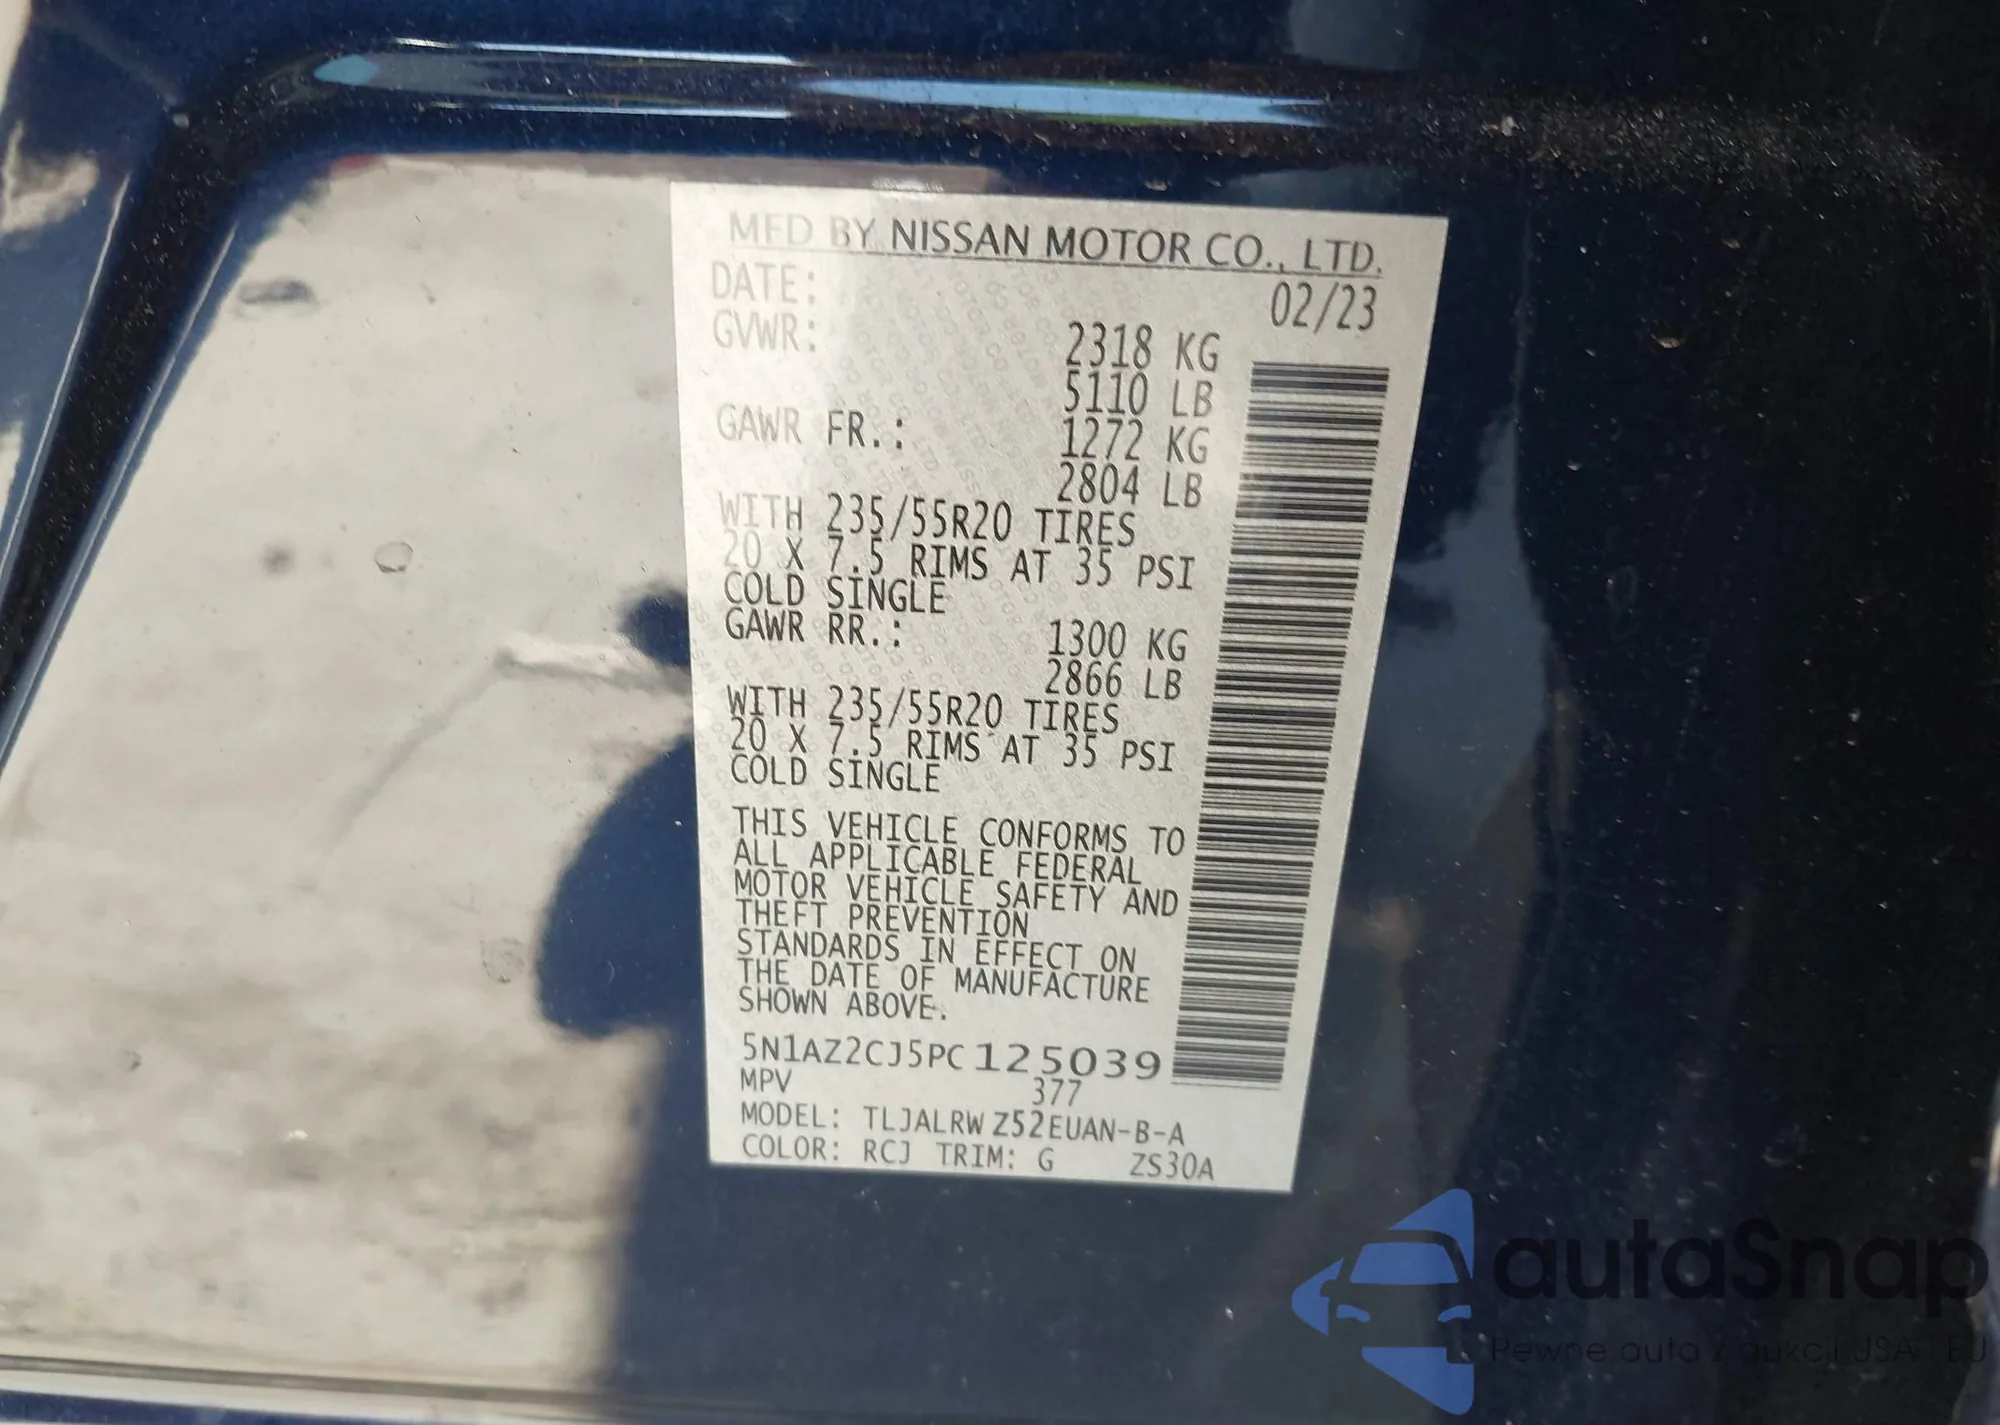 MFD BY NISSAN MOTOR CO., LTD.
DATE: 02/23
GVWR: 2318 KG
5110 LB
GAWR FR.: 1272 KG
2804 LB
WITH 235/55R20 TIRES
20 X 7.5 RIMS AT 35 PSI
COLD SINGLE
GAWR RR.: 1300 KG
2866 LB
WITH 235/55R20 TIRES
20 X 7.5 RIMS AT 35 PSI
COLD SINGLE
THIS VEHICLE CONFORMS TO
ALL APPLICABLE FEDERAL
MOTOR VEHICLE SAFETY AND
THEFT PREVENTION
STANDARDS IN EFFECT ON
THE DATE OF MANUFACTURE
SHOWN ABOVE.
5N1AZ2CJ5PC125039
MPV 377
MODEL: TLJALRW Z52EUAN-B-A
COLOR: RCJ TRIM: G ZS30A
autaSnap
Pewne auta z aukcji USA